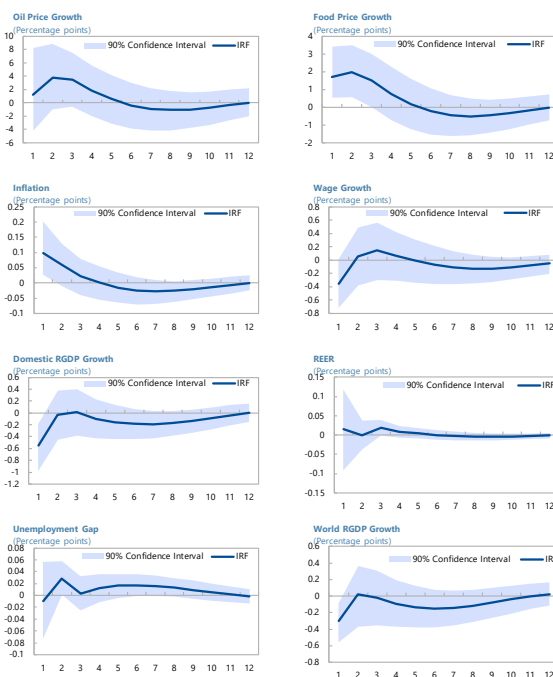 Oil Price Growth
(Percentage points)
90% Confidence Interval IRF
10
8
6
4
2
0
-2
-4
-6
1 2 3 4 5 6 7 8 9 10 11 12
Food Price Growth
(Percentage points)
90% Confidence Interval IRF
4
3
2
1
0
-1
-2
1 2 3 4 5 6 7 8 9 10 11 12
Inflation
(Percentage points)
90% Confidence Interval IRF
0.25
0.2
0.15
0.1
0.05
0
-0.05
-0.1
1 2 3 4 5 6 7 8 9 10 11 12
Wage Growth
(Percentage points)
90% Confidence Interval IRF
0.8
0.6
0.4
0.2
0
-0.2
-0.4
-0.6
-0.8
1 2 3 4 5 6 7 8 9 10 11 12
Domestic RGDP Growth
(Percentage points)
90% Confidence Interval IRF
0.6
0.4
0.2
0
-0.2
-0.4
-0.6
-0.8
-1
-1.2
1 2 3 4 5 6 7 8 9 10 11 12
REER
(Percentage points)
90% Confidence Interval IRF
0.15
0.1
0.05
0
-0.05
-0.1
-0.15
1 2 3 4 5 6 7 8 9 10 11 12
Unemployment Gap
(Percentage points)
90% Confidence Interval IRF
0.08
0.06
0.04
0.02
0
-0.02
-0.04
-0.06
-0.08
-0.1
1 2 3 4 5 6 7 8 9 10 11 12
World RGDP Growth
(Percentage points)
90% Confidence Interval IRF
0.6
0.4
0.2
0
-0.2
-0.4
-0.6
-0.8
1 2 3 4 5 6 7 8 9 10 11 12